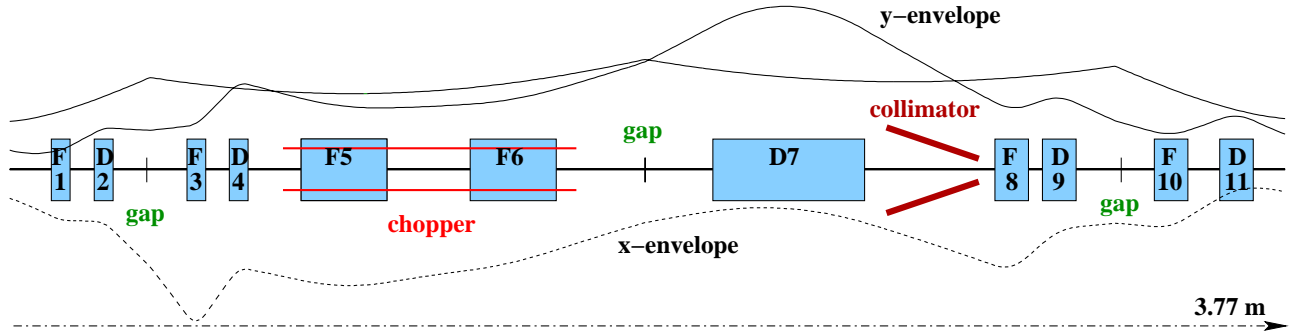 y−envelope
collimator
gap
F
1
D
2
F
3
D
4
F5
F6
D7
F
8
D
9
F
10
D
11
gap
chopper
x−envelope
gap
3.77 m